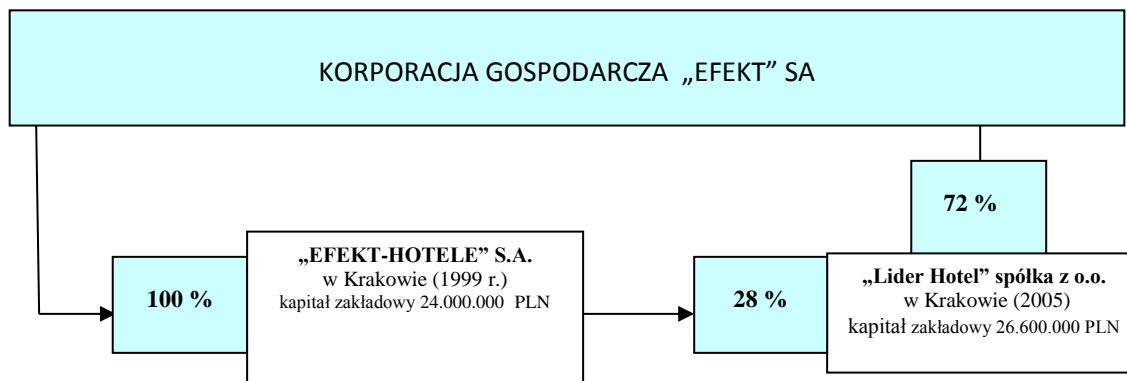 KORPORACJA GOSPODARCZA „EFEKT” SA
72 %
100 %
„EFEKT-HOTELE” S.A.
w Krakowie (1999 r.)
kapitał zakładowy 24.000.000 PLN
28 %
„Lider Hotel” spółka z o.o.
w Krakowie (2005)
kapitał zakładowy 26.600.000 PLN